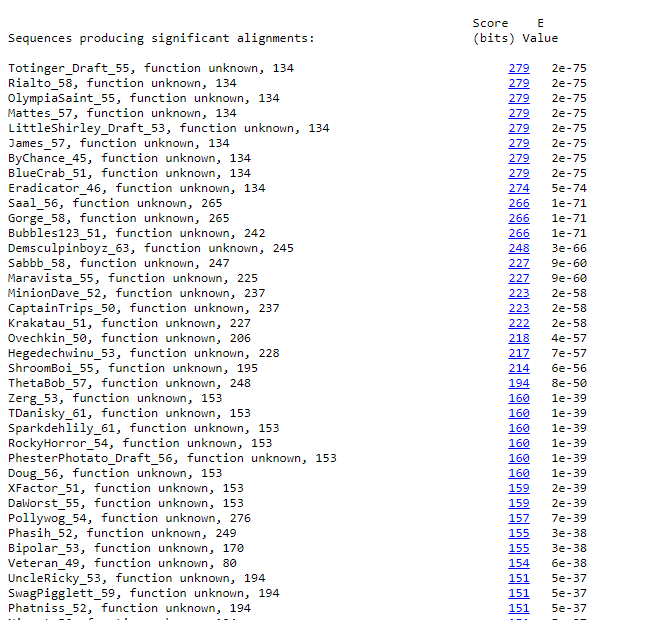 Score E
Sequences producing significant alignments: (bits) Value
Totinger_Draft_55, function unknown, 134 279 2e-75
Rialto_58, function unknown, 134 279 2e-75
OlympiaSaint_55, function unknown, 134 279 2e-75
Mattes_57, function unknown, 134 279 2e-75
LittleShirley_Draft_53, function unknown, 134 279 2e-75
James_57, function unknown, 134 279 2e-75
ByChance_45, function unknown, 134 279 2e-75
BlueCrab_51, function unknown, 134 279 2e-75
Eradicator_46, function unknown, 134 274 5e-74
Saal_56, function unknown, 265 266 1e-71
Gorge_58, function unknown, 265 266 1e-71
Bubbles123_51, function unknown, 242 266 1e-71
Demsculpinboyz_63, function unknown, 245 248 3e-66
Sabbb_58, function unknown, 247 227 9e-60
Maravista_55, function unknown, 225 227 9e-60
MinionDave_52, function unknown, 237 223 2e-58
CaptainTrips_50, function unknown, 237 223 2e-58
Krakatau_51, function unknown, 227 222 2e-58
Ovechkin_50, function unknown, 206 218 4e-57
Hegedechwinu_53, function unknown, 228 217 7e-57
ShroomBoi_55, function unknown, 195 214 6e-56
ThetaBob_57, function unknown, 248 194 8e-50
Zerg_53, function unknown, 153 160 1e-39
TDanisky_61, function unknown, 153 160 1e-39
Sparkdehlily_61, function unknown, 153 160 1e-39
RockyHorror_54, function unknown, 153 160 1e-39
PhesterPhotato_Draft_56, function unknown, 153 160 1e-39
Doug_56, function unknown, 153 160 1e-39
XFactor_51, function unknown, 153 159 2e-39
DaWorst_55, function unknown, 153 159 2e-39
Pollywog_54, function unknown, 276 157 7e-39
Phasih_52, function unknown, 249 155 3e-38
Bipolar_53, function unknown, 170 155 3e-38
Veteran_49, function unknown, 80 154 6e-38
UncleRicky_53, function unknown, 194 151 5e-37
SwagPigglett_59, function unknown, 194 151 5e-37
Phatniss_52, function unknown, 194 151 5e-37